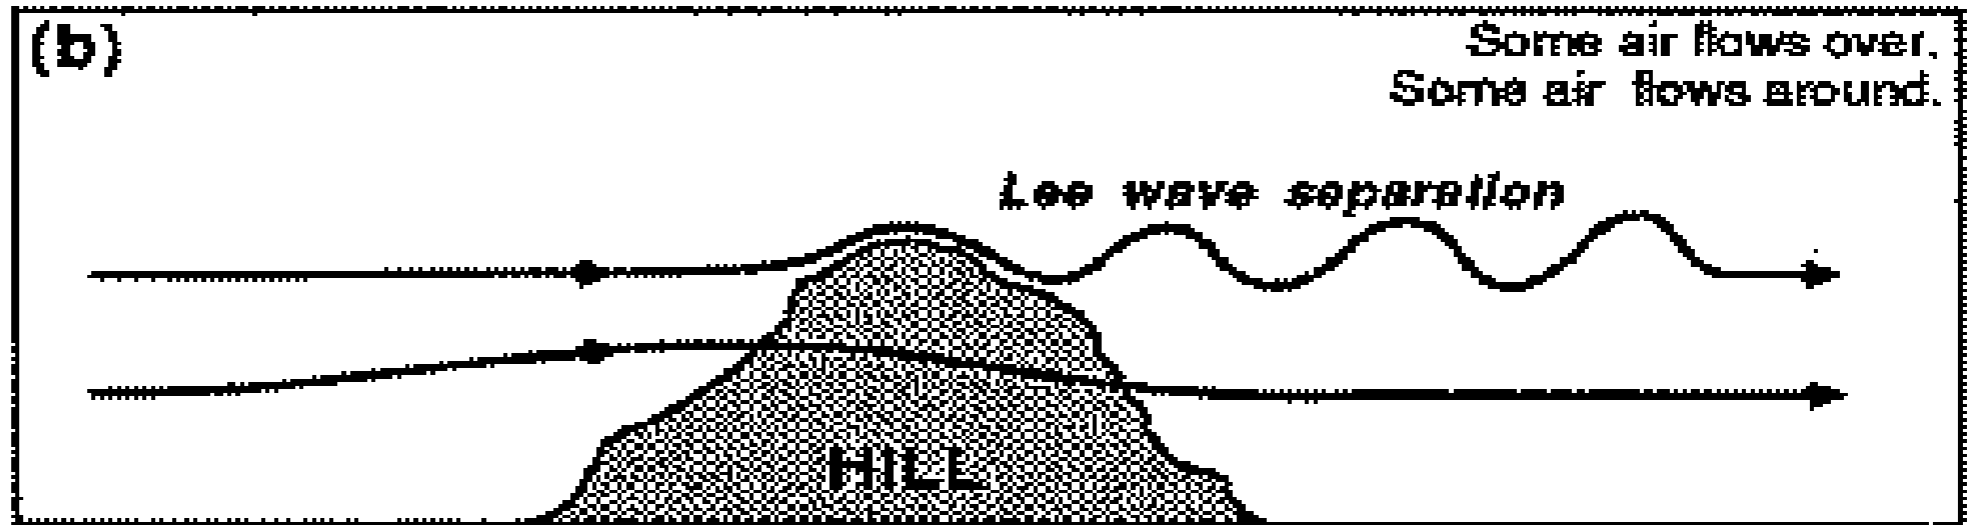 (b)
Some air flows over.
Some air flows around.
Lee wave separation
HILL